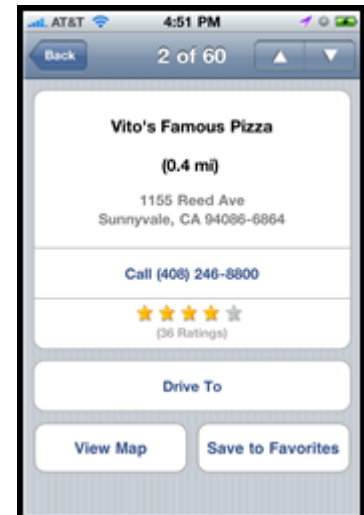 AT&T 4:51 PM
Back 2 of 60
Vito's Famous Pizza
(0.4 mi)
1155 Reed Ave
Sunnyvale, CA 94086-6864
Call (408) 246-8800
(36 Ratings)
Drive To
View Map Save to Favorites